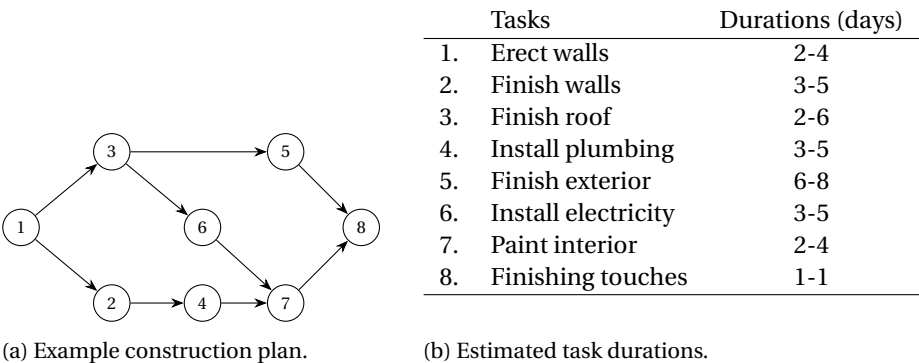 Tasks Durations (days)
1. Erect walls 2-4
2. Finish walls 3-5
3. Finish roof 2-6
4. Install plumbing 3-5
5. Finish exterior 6-8
6. Install electricity 3-5
7. Paint interior 2-4
8. Finishing touches 1-1
3 5
1 6 8
2 4 7
(a) Example construction plan.
(b) Estimated task durations.